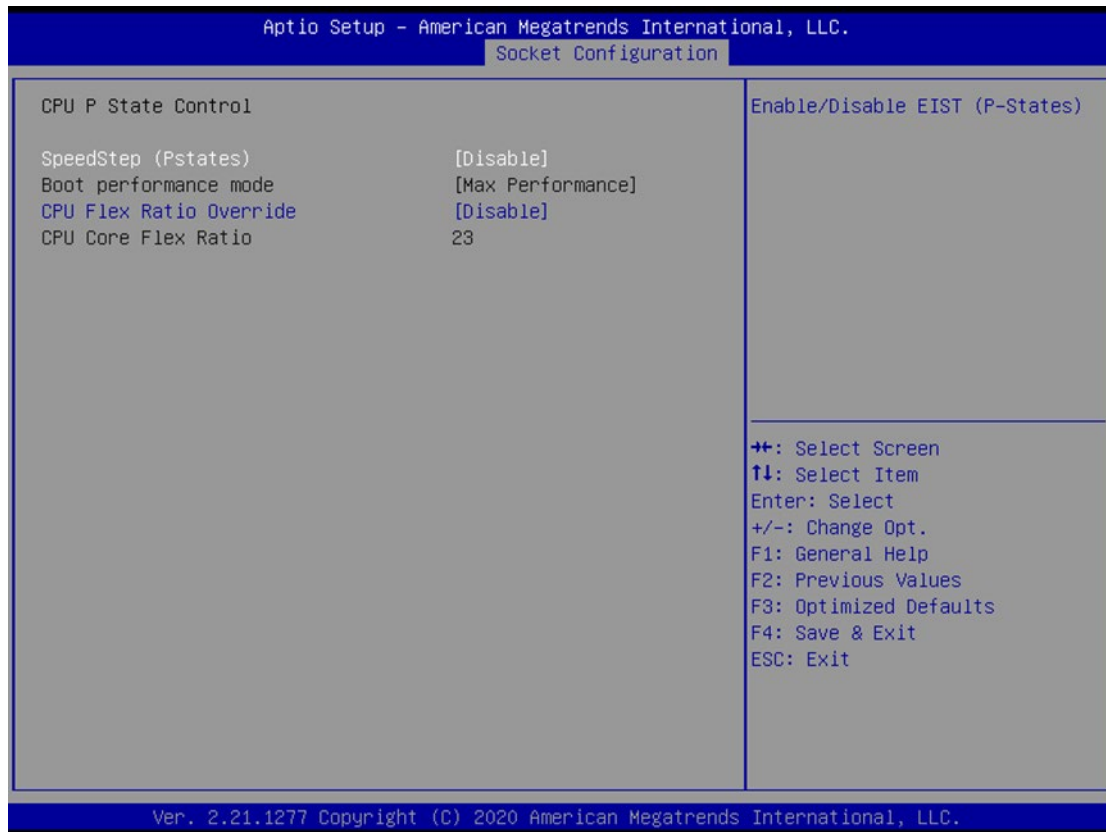 Aptio Setup – American Megatrends International, LLC.
Socket Configuration
CPU P State Control
SpeedStep (Pstates) [Disable]
Boot performance mode [Max Performance]
CPU Flex Ratio Override [Disable]
CPU Core Flex Ratio 23
Enable/Disable EIST (P-States)
→←: Select Screen
↑↓: Select Item
Enter: Select
+/-: Change Opt.
F1: General Help
F2: Previous Values
F3: Optimized Defaults
F4: Save & Exit
ESC: Exit
Ver. 2.21.1277 Copyright (C) 2020 American Megatrends International, LLC.